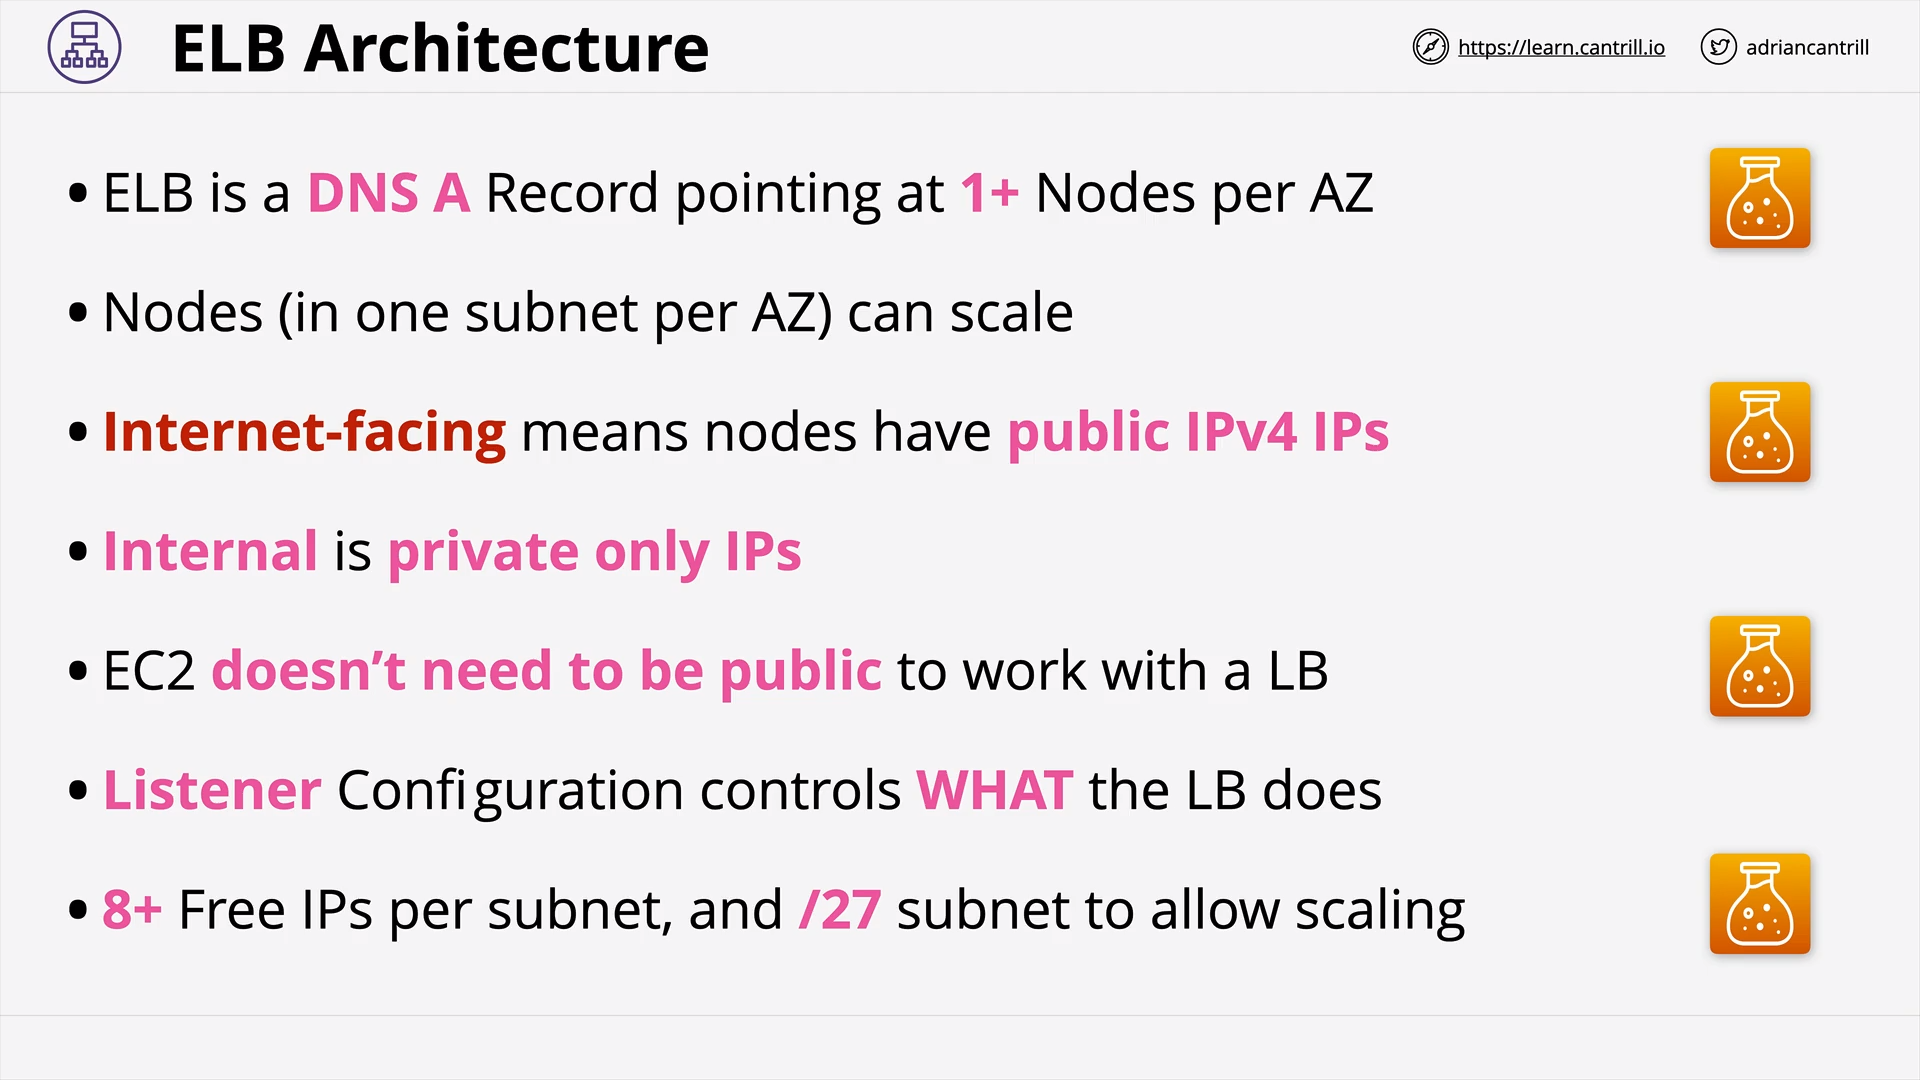 ELB Architecture
https://learn.cantrill.io
adriancantrill
• ELB is a DNS A Record pointing at 1+ Nodes per AZ
• Nodes (in one subnet per AZ) can scale
• Internet-facing means nodes have public IPv4 IPs
• Internal is private only IPs
• EC2 doesn’t need to be public to work with a LB
• Listener Configuration controls WHAT the LB does
• 8+ Free IPs per subnet, and /27 subnet to allow scaling